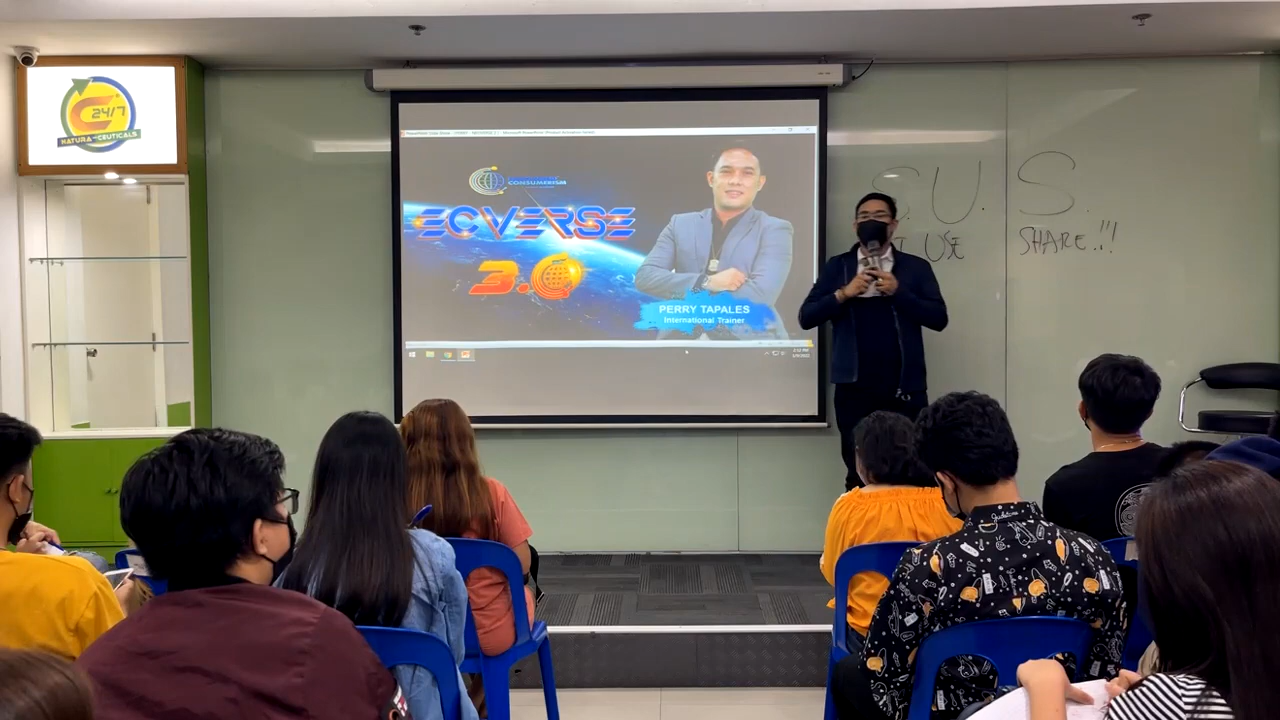 24/7
NATURA-CEUTICALS
CONSUMERISM
ECVERSE
3.0
PERRY TAPALES
International Trainer
S. U. S.
USE SHARE..!!!